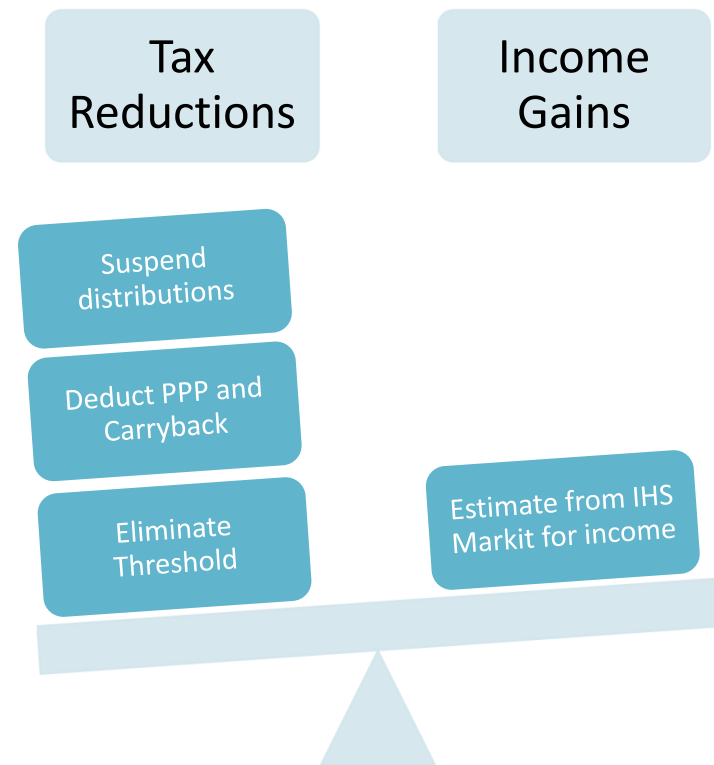 Tax
Reductions
Income
Gains
Suspend
distributions
Deduct PPP and
Carryback
Eliminate
Threshold
Estimate from IHS
Markit for income